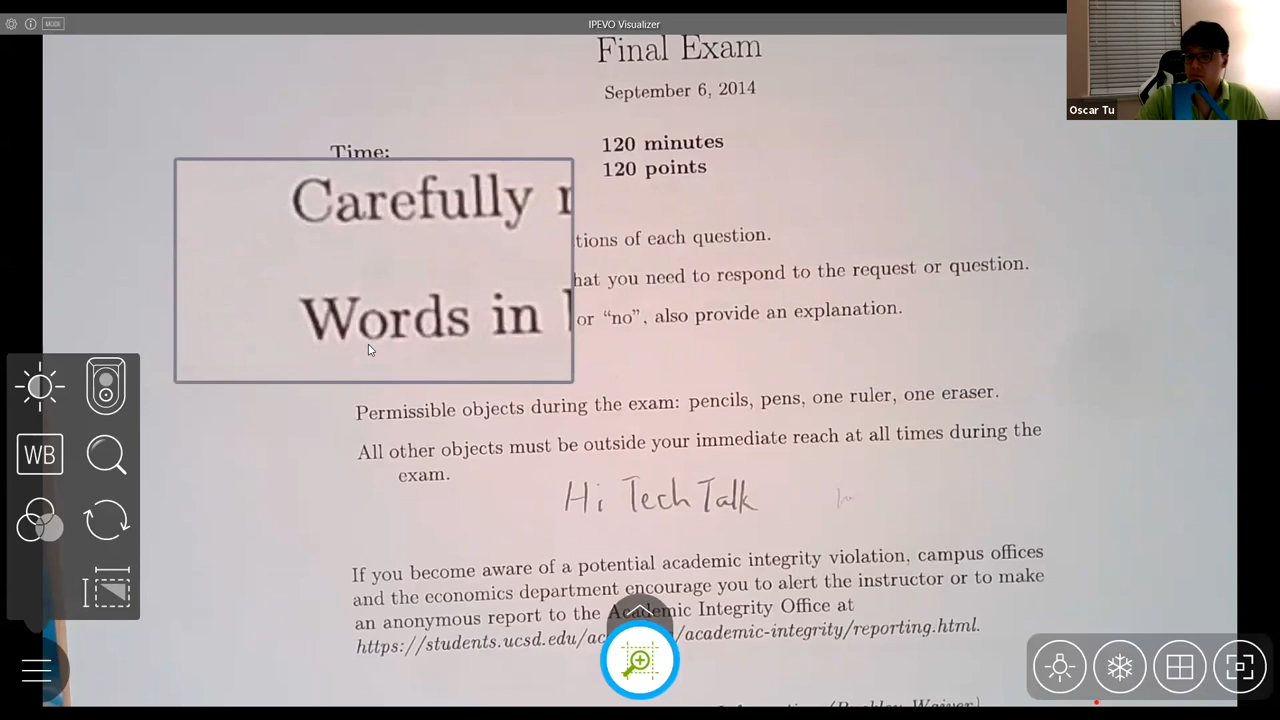 IPEVO Visualizer
MODE
Oscar Tu
Final Exam
September 6, 2014
Time:
120 minutes
120 points
Carefully
tions of each question.
hat you need to respond to the request or question.
Words in
or “no”, also provide an explanation.
Permissible objects during the exam: pencils, pens, one ruler, one eraser.
All other objects must be outside your immediate reach at all times during the
exam.
Hi TechTalk
If you become aware of a potential academic integrity violation, campus offices
and the economics department encourage you to alert the instructor or to make
an anonymous report to the Academic Integrity Office at
https://students.ucsd.edu/ac /academic-integrity/reporting.html.
WB